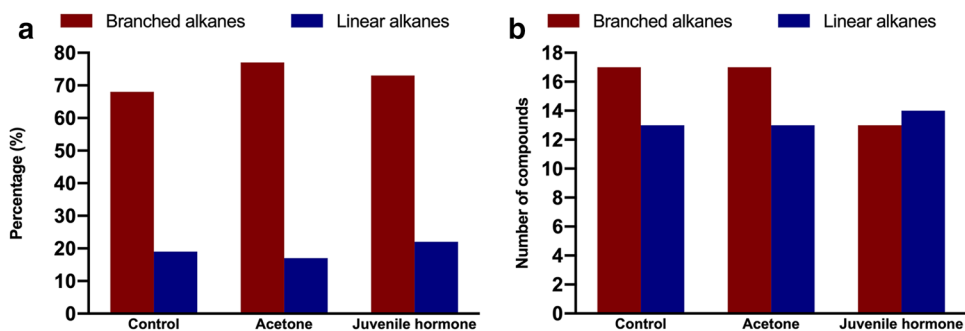 a
Branched alkanes
Linear alkanes
Percentage (%)
80
70
60
50
40
30
20
10
0
Control
Acetone
Juvenile hormone
b
Branched alkanes
Linear alkanes
Number of compounds
18
16
14
12
10
8
6
4
2
0
Control
Acetone
Juvenile hormone